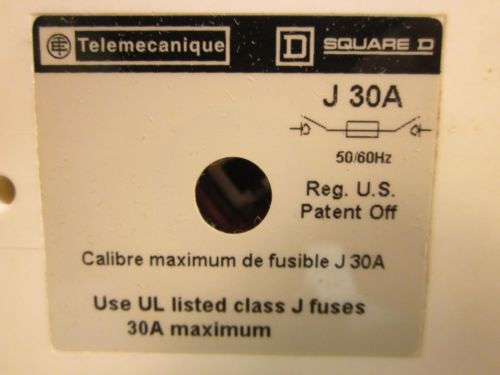 Telemecanique
D SQUARE D
J 30A
50/60Hz
Reg. U.S.
Patent Off
Calibre maximum de fusible J 30A
Use UL listed class J fuses
30A maximum